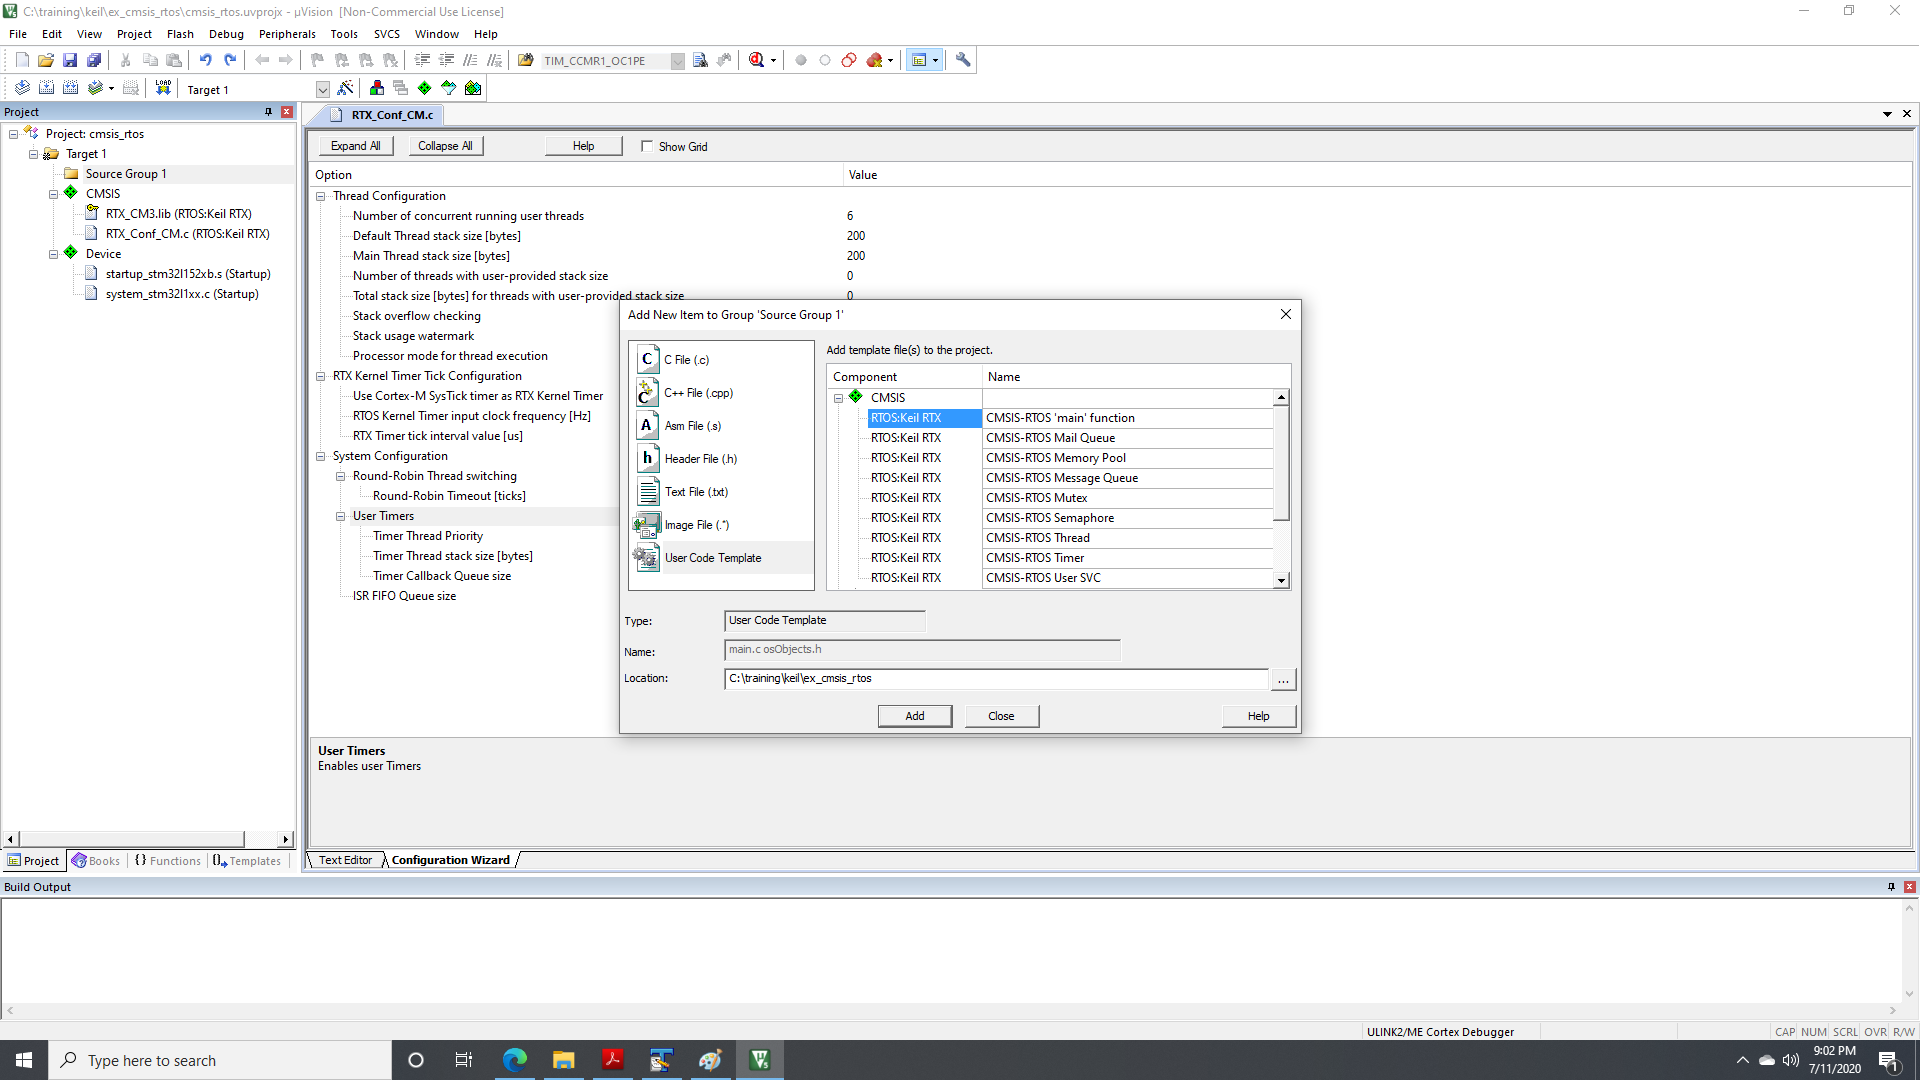 C:\training\keil\ex_cmsis_rtos\cmsis_rtos.uvprojx - µVision [Non-Commercial Use License]
File Edit View Project Flash Debug Peripherals Tools SVCS Window Help
TIM_CCMR1_OC1PE
LOAD Target 1
Project
RTX_Conf_CM.c
Project: cmsis_rtos
Target 1
Source Group 1
CMSIS
RTX_CM3.lib (RTOS:Keil RTX)
RTX_Conf_CM.c (RTOS:Keil RTX)
Device
startup_stm32l152xb.s (Startup)
system_stm32l1xx.c (Startup)
Expand All Collapse All Help Show Grid
Option Value
Thread Configuration
Number of concurrent running user threads 6
Default Thread stack size [bytes] 200
Main Thread stack size [bytes] 200
Number of threads with user-provided stack size 0
Total stack size [bytes] for threads with user-provided stack size 0
Stack overflow checking
Stack usage watermark
Processor mode for thread execution
RTX Kernel Timer Tick Configuration
Use Cortex-M SysTick timer as RTX Kernel Timer
RTOS Kernel Timer input clock frequency [Hz]
RTX Timer tick interval value [us]
System Configuration
Round-Robin Thread switching
Round-Robin Timeout [ticks]
User Timers
Timer Thread Priority
Timer Thread stack size [bytes]
Timer Callback Queue size
ISR FIFO Queue size
Add New Item to Group 'Source Group 1'
C File (.c)
C++ File (.cpp)
Asm File (.s)
Header File (.h)
Text File (.txt)
Image File (.*)
User Code Template
Add template file(s) to the project.
Component Name
CMSIS
RTOS:Keil RTX CMSIS-RTOS 'main' function
RTOS:Keil RTX CMSIS-RTOS Mail Queue
RTOS:Keil RTX CMSIS-RTOS Memory Pool
RTOS:Keil RTX CMSIS-RTOS Message Queue
RTOS:Keil RTX CMSIS-RTOS Mutex
RTOS:Keil RTX CMSIS-RTOS Semaphore
RTOS:Keil RTX CMSIS-RTOS Thread
RTOS:Keil RTX CMSIS-RTOS Timer
RTOS:Keil RTX CMSIS-RTOS User SVC
Type: User Code Template
Name: main.c osObjects.h
Location: C:\training\keil\ex_cmsis_rtos ...
Add Close Help
User Timers
Enables user Timers
Project Books {} Functions Templates
Text Editor Configuration Wizard
Build Output
ULINK2/ME Cortex Debugger
CAP NUM SCRL OVR R/W
Type here to search
9:02 PM
7/11/2020
1